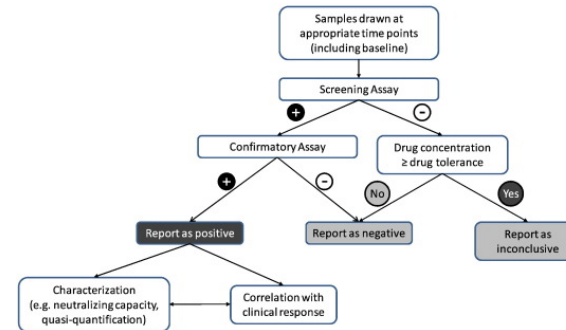 Samples drawn at
appropriate time points
(including baseline)
Screening Assay
+
-
Confirmatory Assay
Drug concentration
≥ drug tolerance
+
-
No
Yes
Report as positive
Report as negative
Report as
inconclusive
Characterization
(e.g. neutralizing capacity,
quasi-quantification)
Correlation with
clinical response